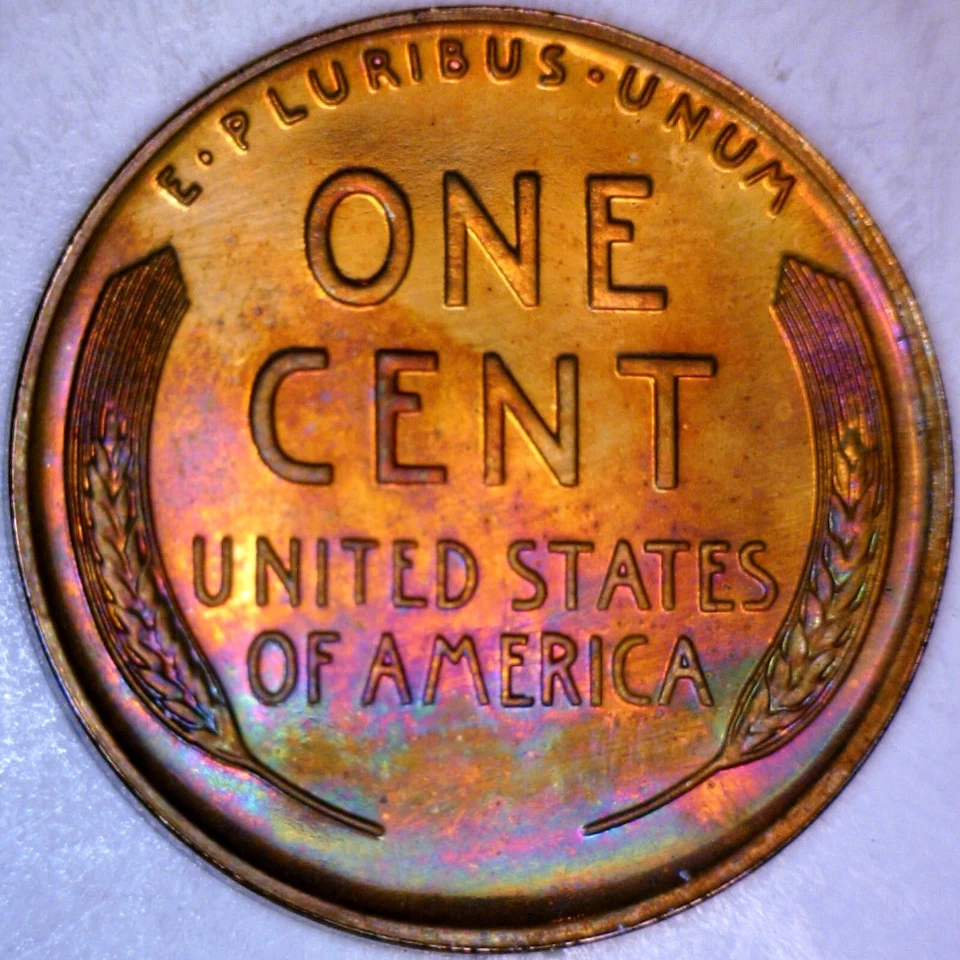 E·PLURIBUS·UNUM
ONE
CENT
UNITED STATES
OF AMERICA